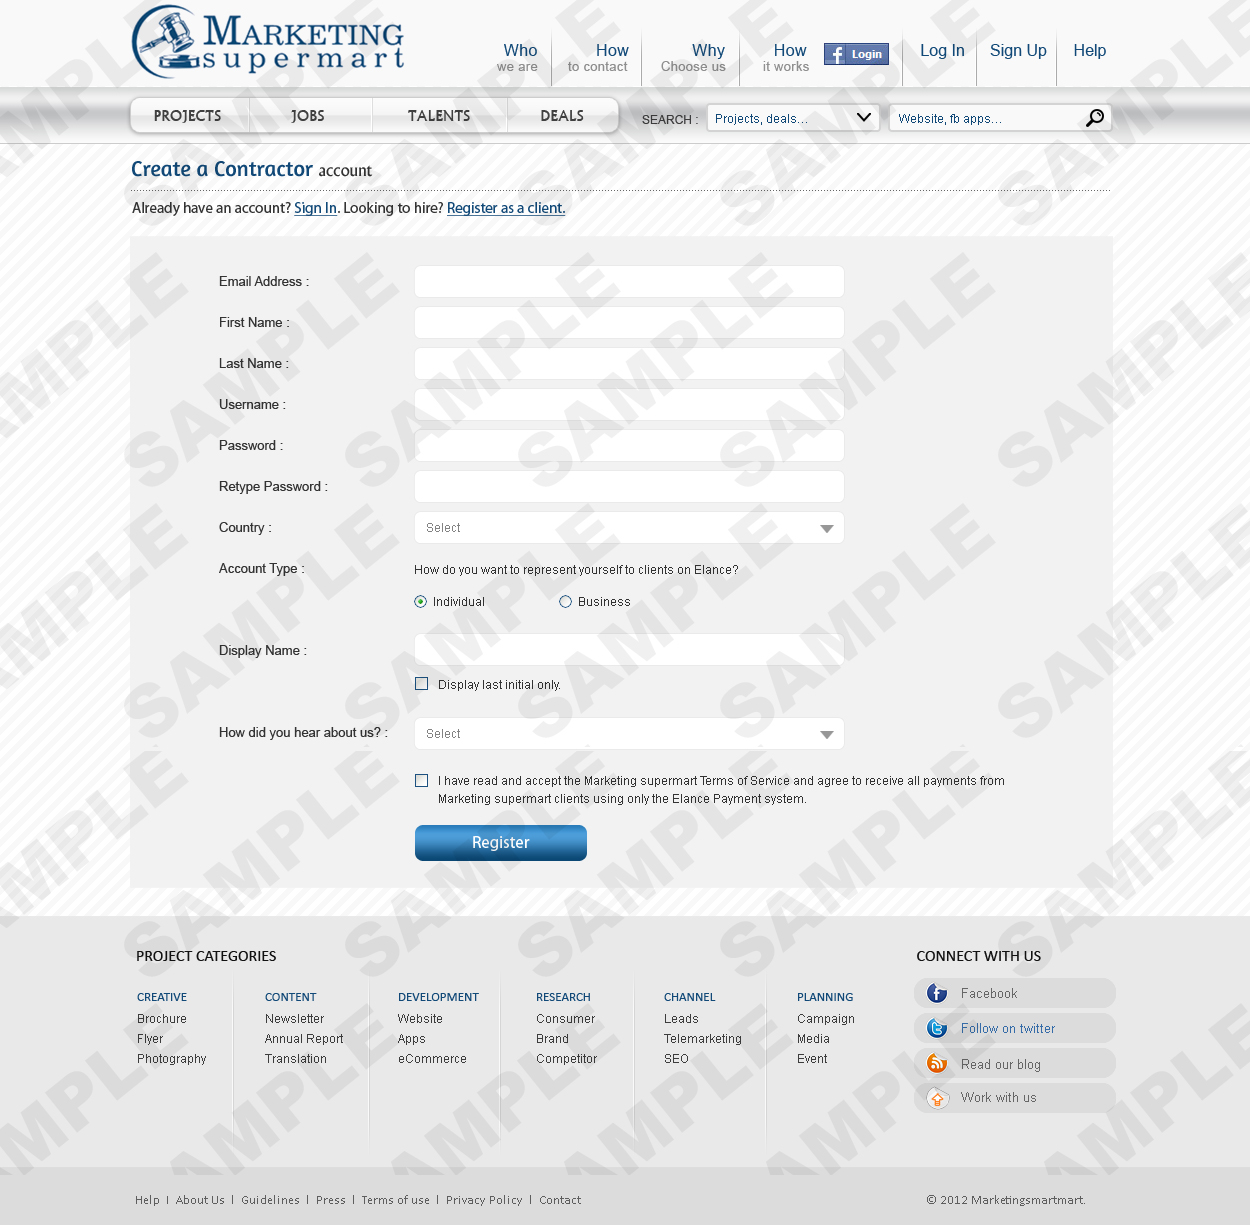 MARKETING
supermart
Who
we are
How
to contact
Why
Choose us
How
it works
f Login
Log In
Sign Up
Help
PROJECTS JOBS TALENTS DEALS
SEARCH : Projects, deals... Website, fb apps...
Create a Contractor account
Already have an account? Sign In. Looking to hire? Register as a client.
Email Address :
First Name :
Last Name :
Username :
Password :
Retype Password :
Country : Select
Account Type : How do you want to represent yourself to clients on Elance?
Individual Business
Display Name :
Display last initial only.
How did you hear about us? : Select
I have read and accept the Marketing supermart Terms of Service and agree to receive all payments from
Marketing supermart clients using only the Elance Payment system.
Register
PROJECT CATEGORIES
CREATIVE
Brochure
Flyer
Photography
CONTENT
Newsletter
Annual Report
Translation
DEVELOPMENT
Website
Apps
eCommerce
RESEARCH
Consumer
Brand
Competitor
CHANNEL
Leads
Telemarketing
SEO
PLANNING
Campaign
Media
Event
CONNECT WITH US
Facebook
Follow on twitter
Read our blog
Work with us
Help | About Us | Guidelines | Press | Terms of use | Privacy Policy | Contact
© 2012 Marketingsmartmart.
SAMPLE